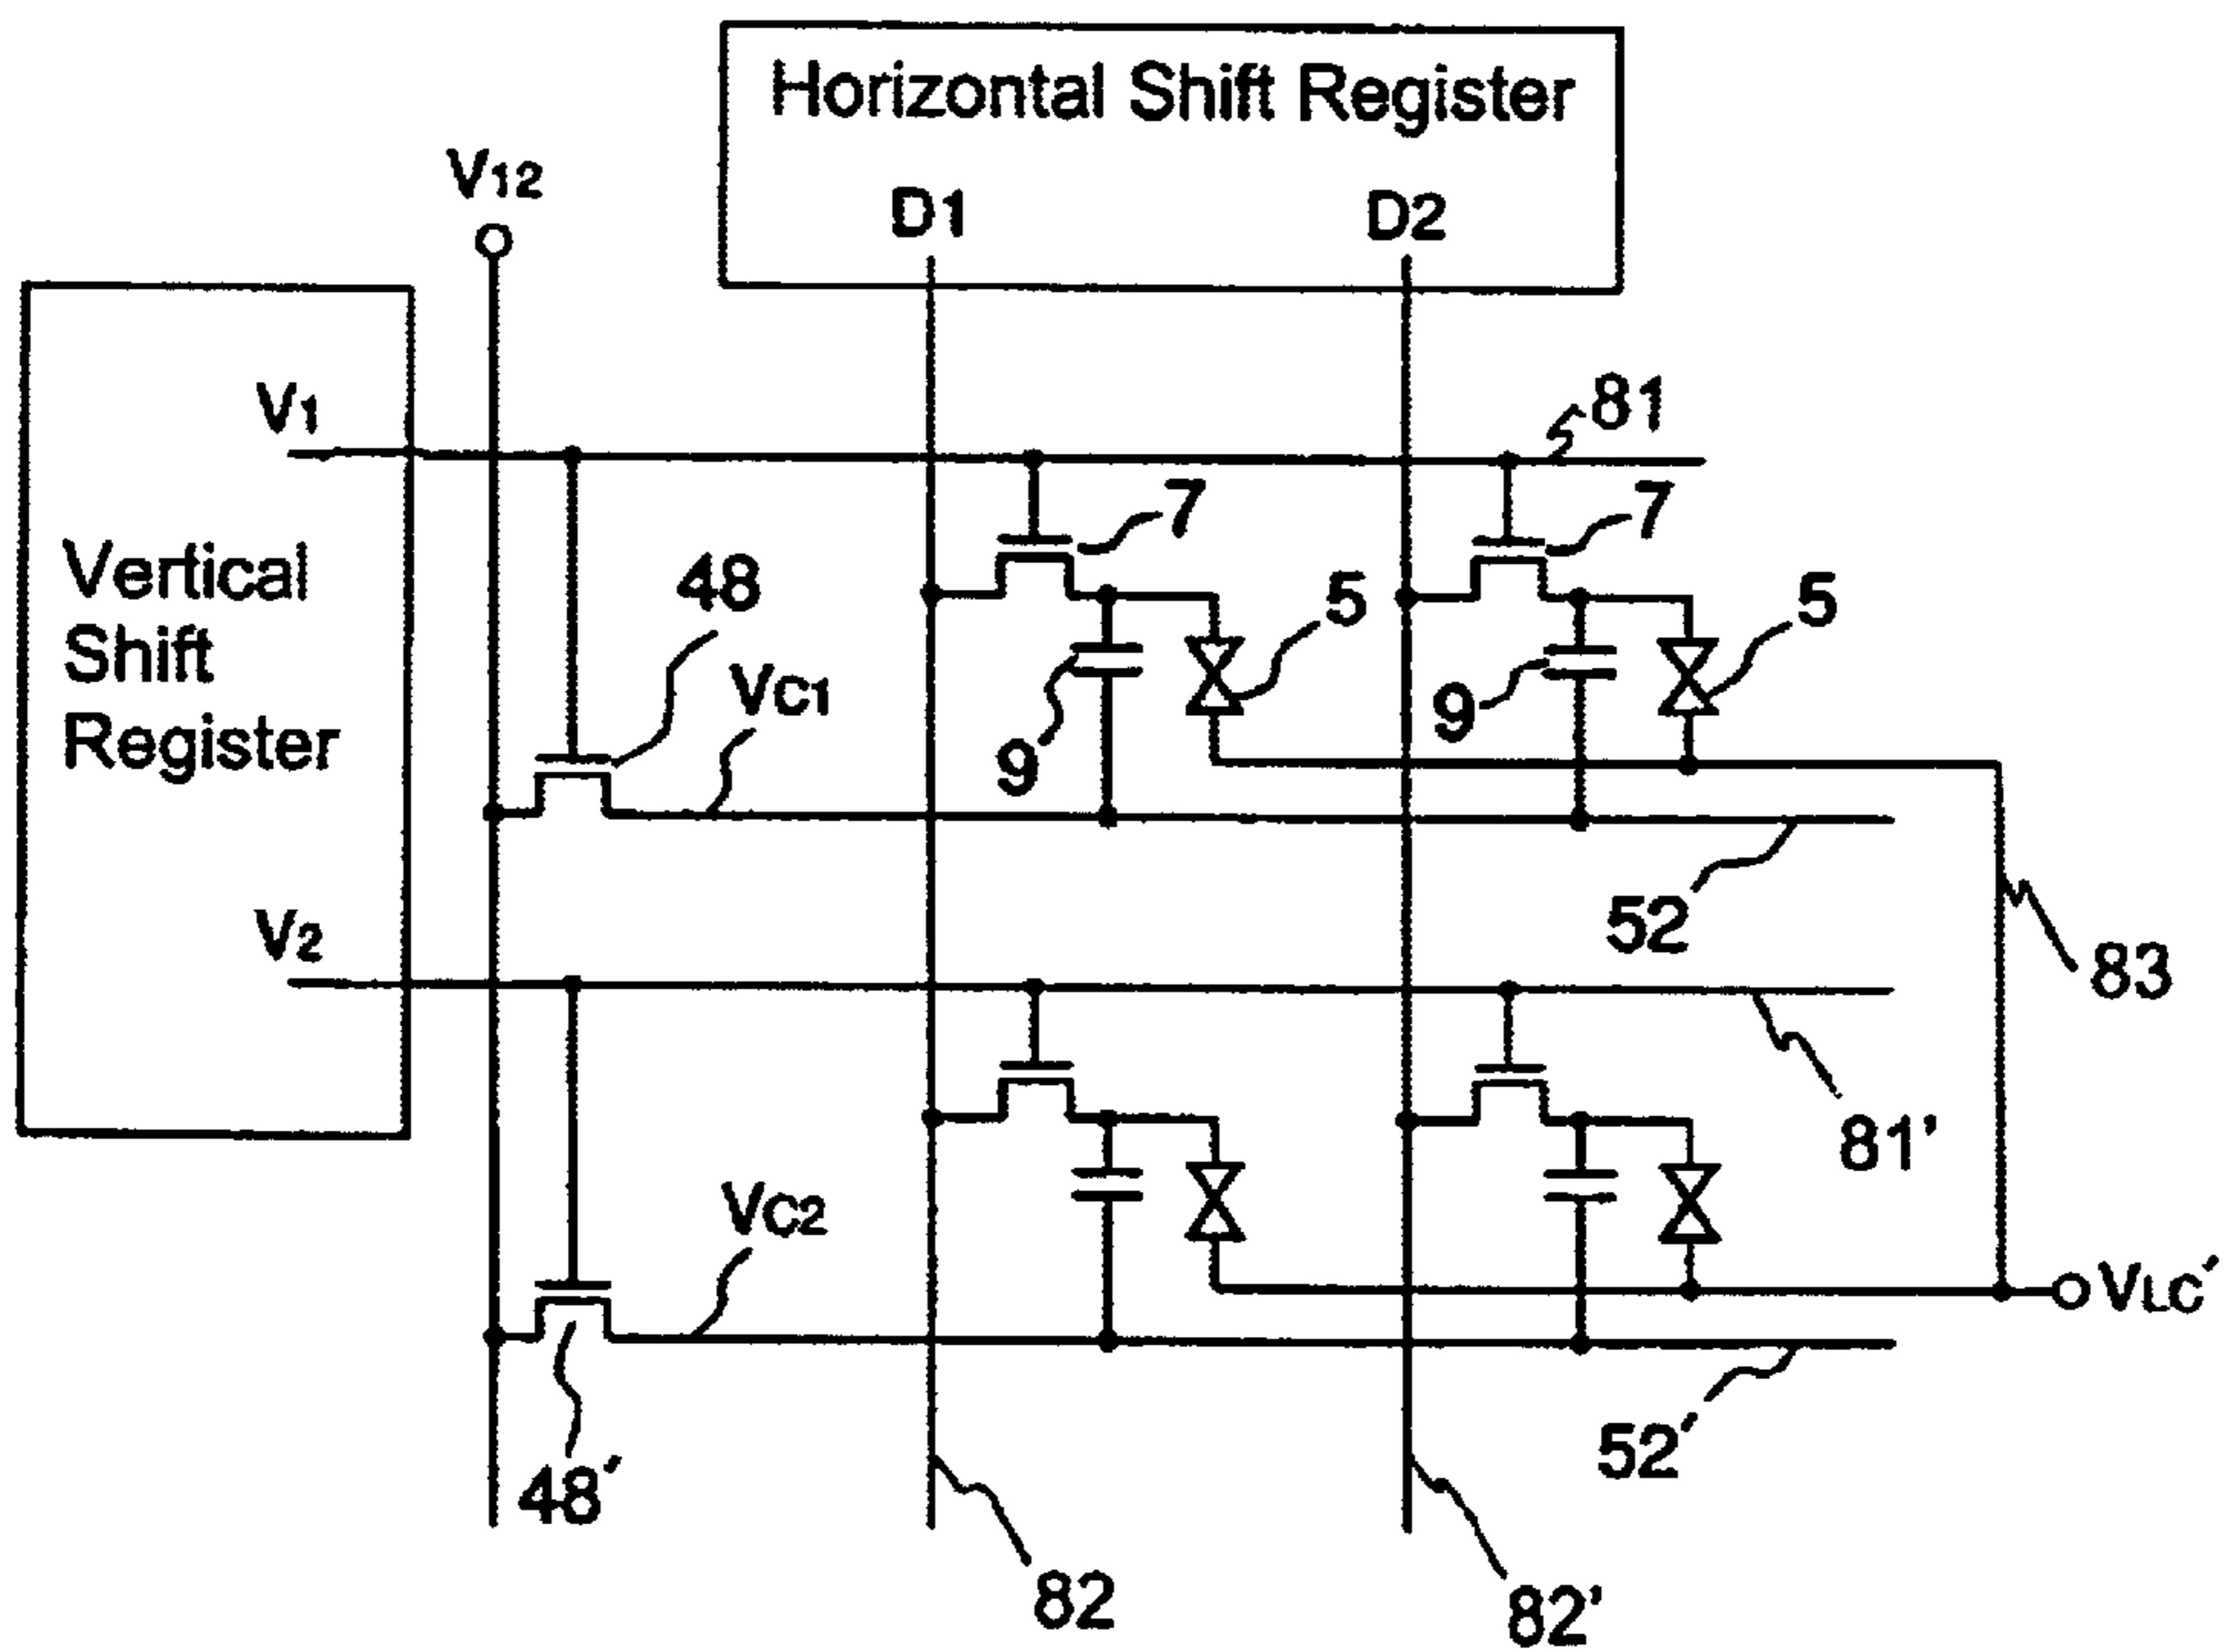 Horizontal Shift Register
V12
D1
D2
V1
81
7
7
Vertical
Shift
Register
48
5
5
VC1
9
9
52
V2
83
81'
VC2
VLC'
52'
48'
82
82'